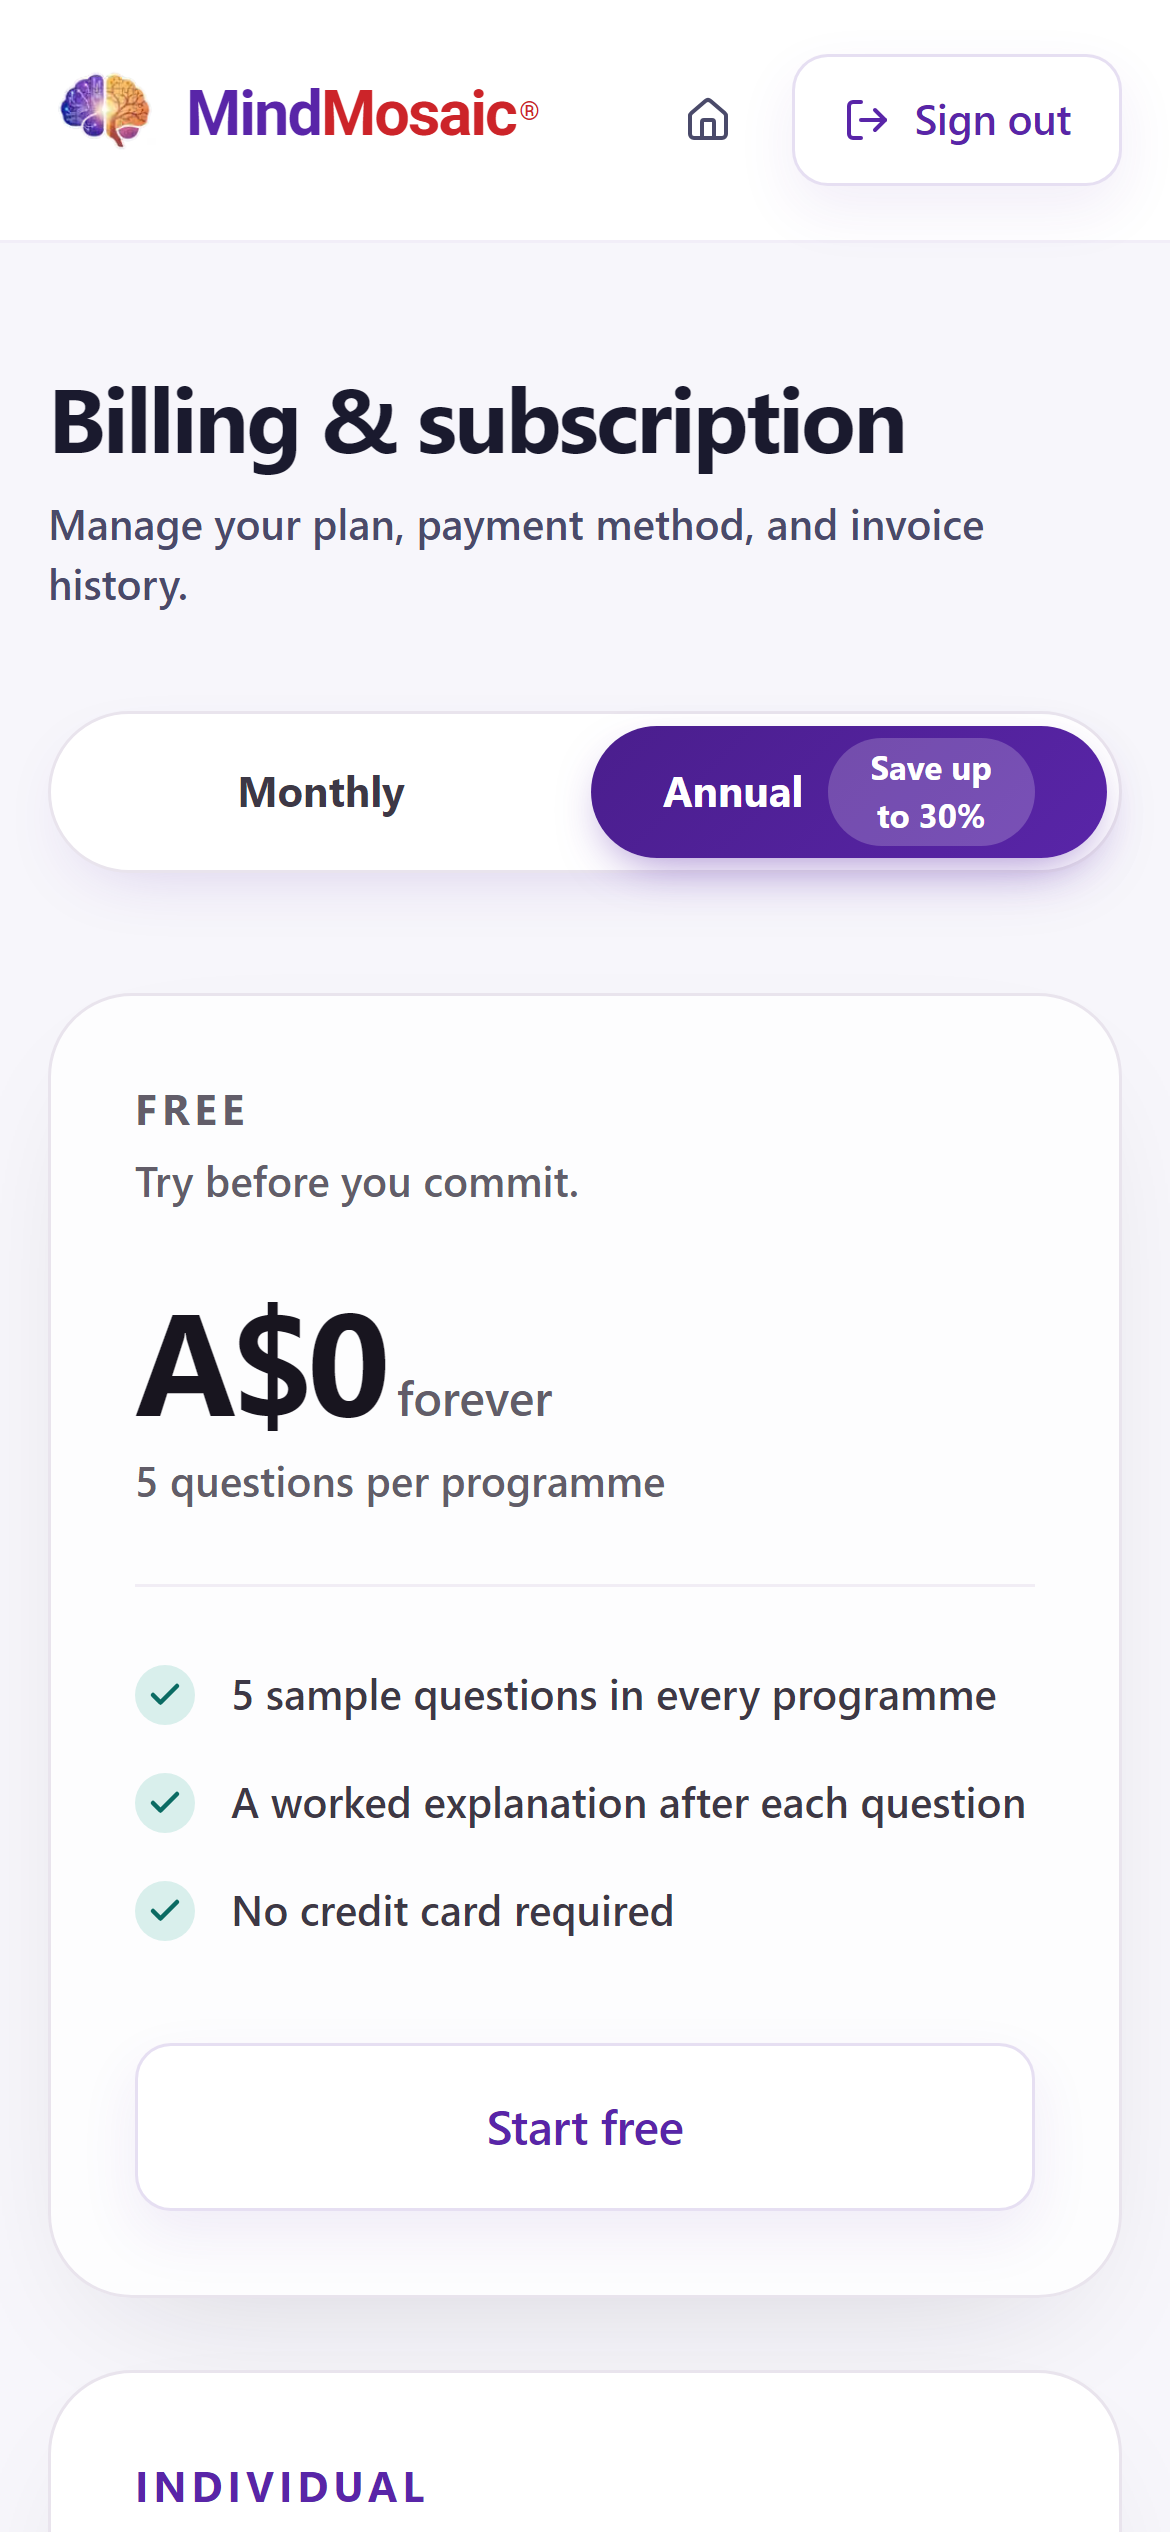 MindMosaic®
Sign out
Billing & subscription
Manage your plan, payment method, and invoice
history.
Monthly
Annual
Save up
to 30%
FREE
Try before you commit.
A$0 forever
5 questions per programme
5 sample questions in every programme
A worked explanation after each question
No credit card required
Start free
INDIVIDUAL